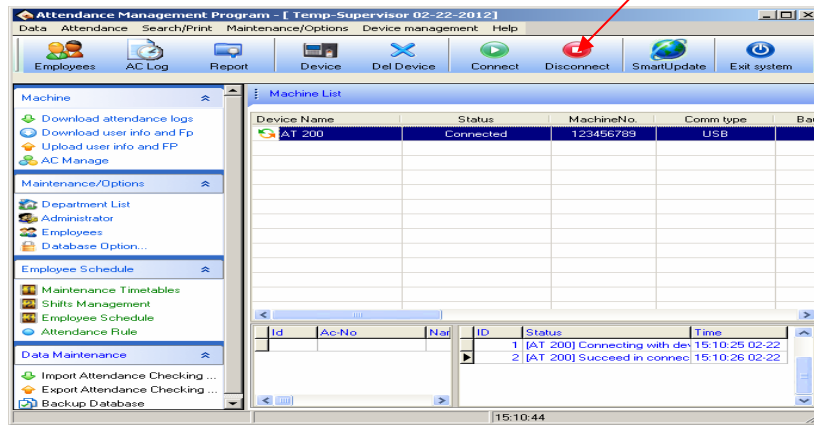 Attendance Management Program - [ Temp-Supervisor 02-22-2012]
Data Attendance Search/Print Maintenance/Options Device management Help
Employees AC Log Report Device Del Device Connect Disconnect SmartUpdate Exit system
Machine
Download attendance logs
Download user info and Fp
Upload user info and FP
AC Manage
Maintenance/Options
Department List
Administrator
Employees
Database Option...
Employee Schedule
Maintenance Timetables
Shifts Management
Employee Schedule
Attendance Rule
Data Maintenance
Import Attendance Checking ...
Export Attendance Checking ...
Backup Database
Machine List
Device Name Status MachineNo. Comm type Bau
AT 200 Connected 123456789 USB
Id Ac-No Nar
ID Status Time
1 [AT 200] Connecting with dev 15:10:25 02-22
2 [AT 200] Succeed in connec 15:10:26 02-22
15:10:44